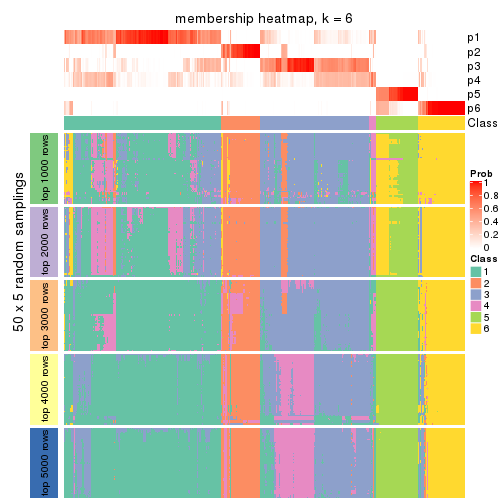 membership heatmap, k = 6
p1
p2
p3
p4
p5
p6
Class
50 x 5 random samplings
top 1000 rows
top 2000 rows
top 3000 rows
top 4000 rows
top 5000 rows
Prob
1
0.8
0.6
0.4
0.2
0
Class
1
2
3
4
5
6